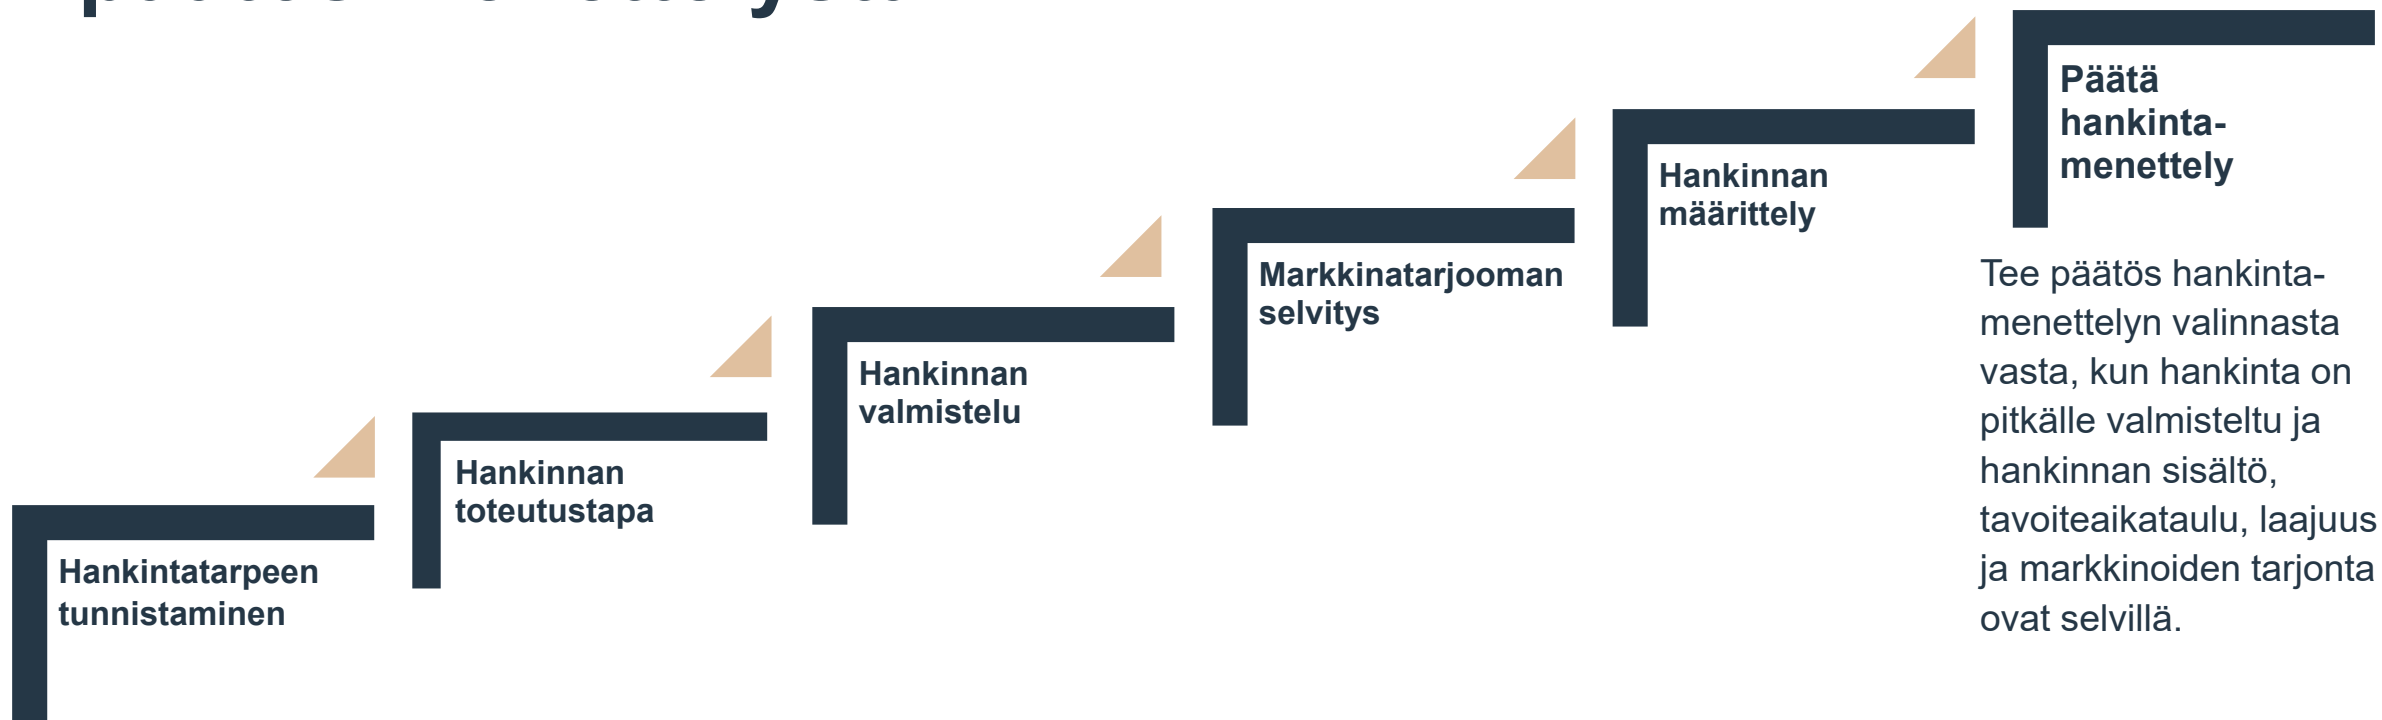 Päätä
hankinta-
menettely
Hankinnan
määrittely
Markkinatarjooman
selvitys
Hankinnan
valmistelu
Hankinnan
toteutustapa
Hankintatarpeen
tunnistaminen
Tee päätös hankinta-
menettelyn valinnasta
vasta, kun hankinta on
pitkälle valmisteltu ja
hankinnan sisältö,
tavoiteaikataulu, laajuus
ja markkinoiden tarjonta
ovat selvillä.